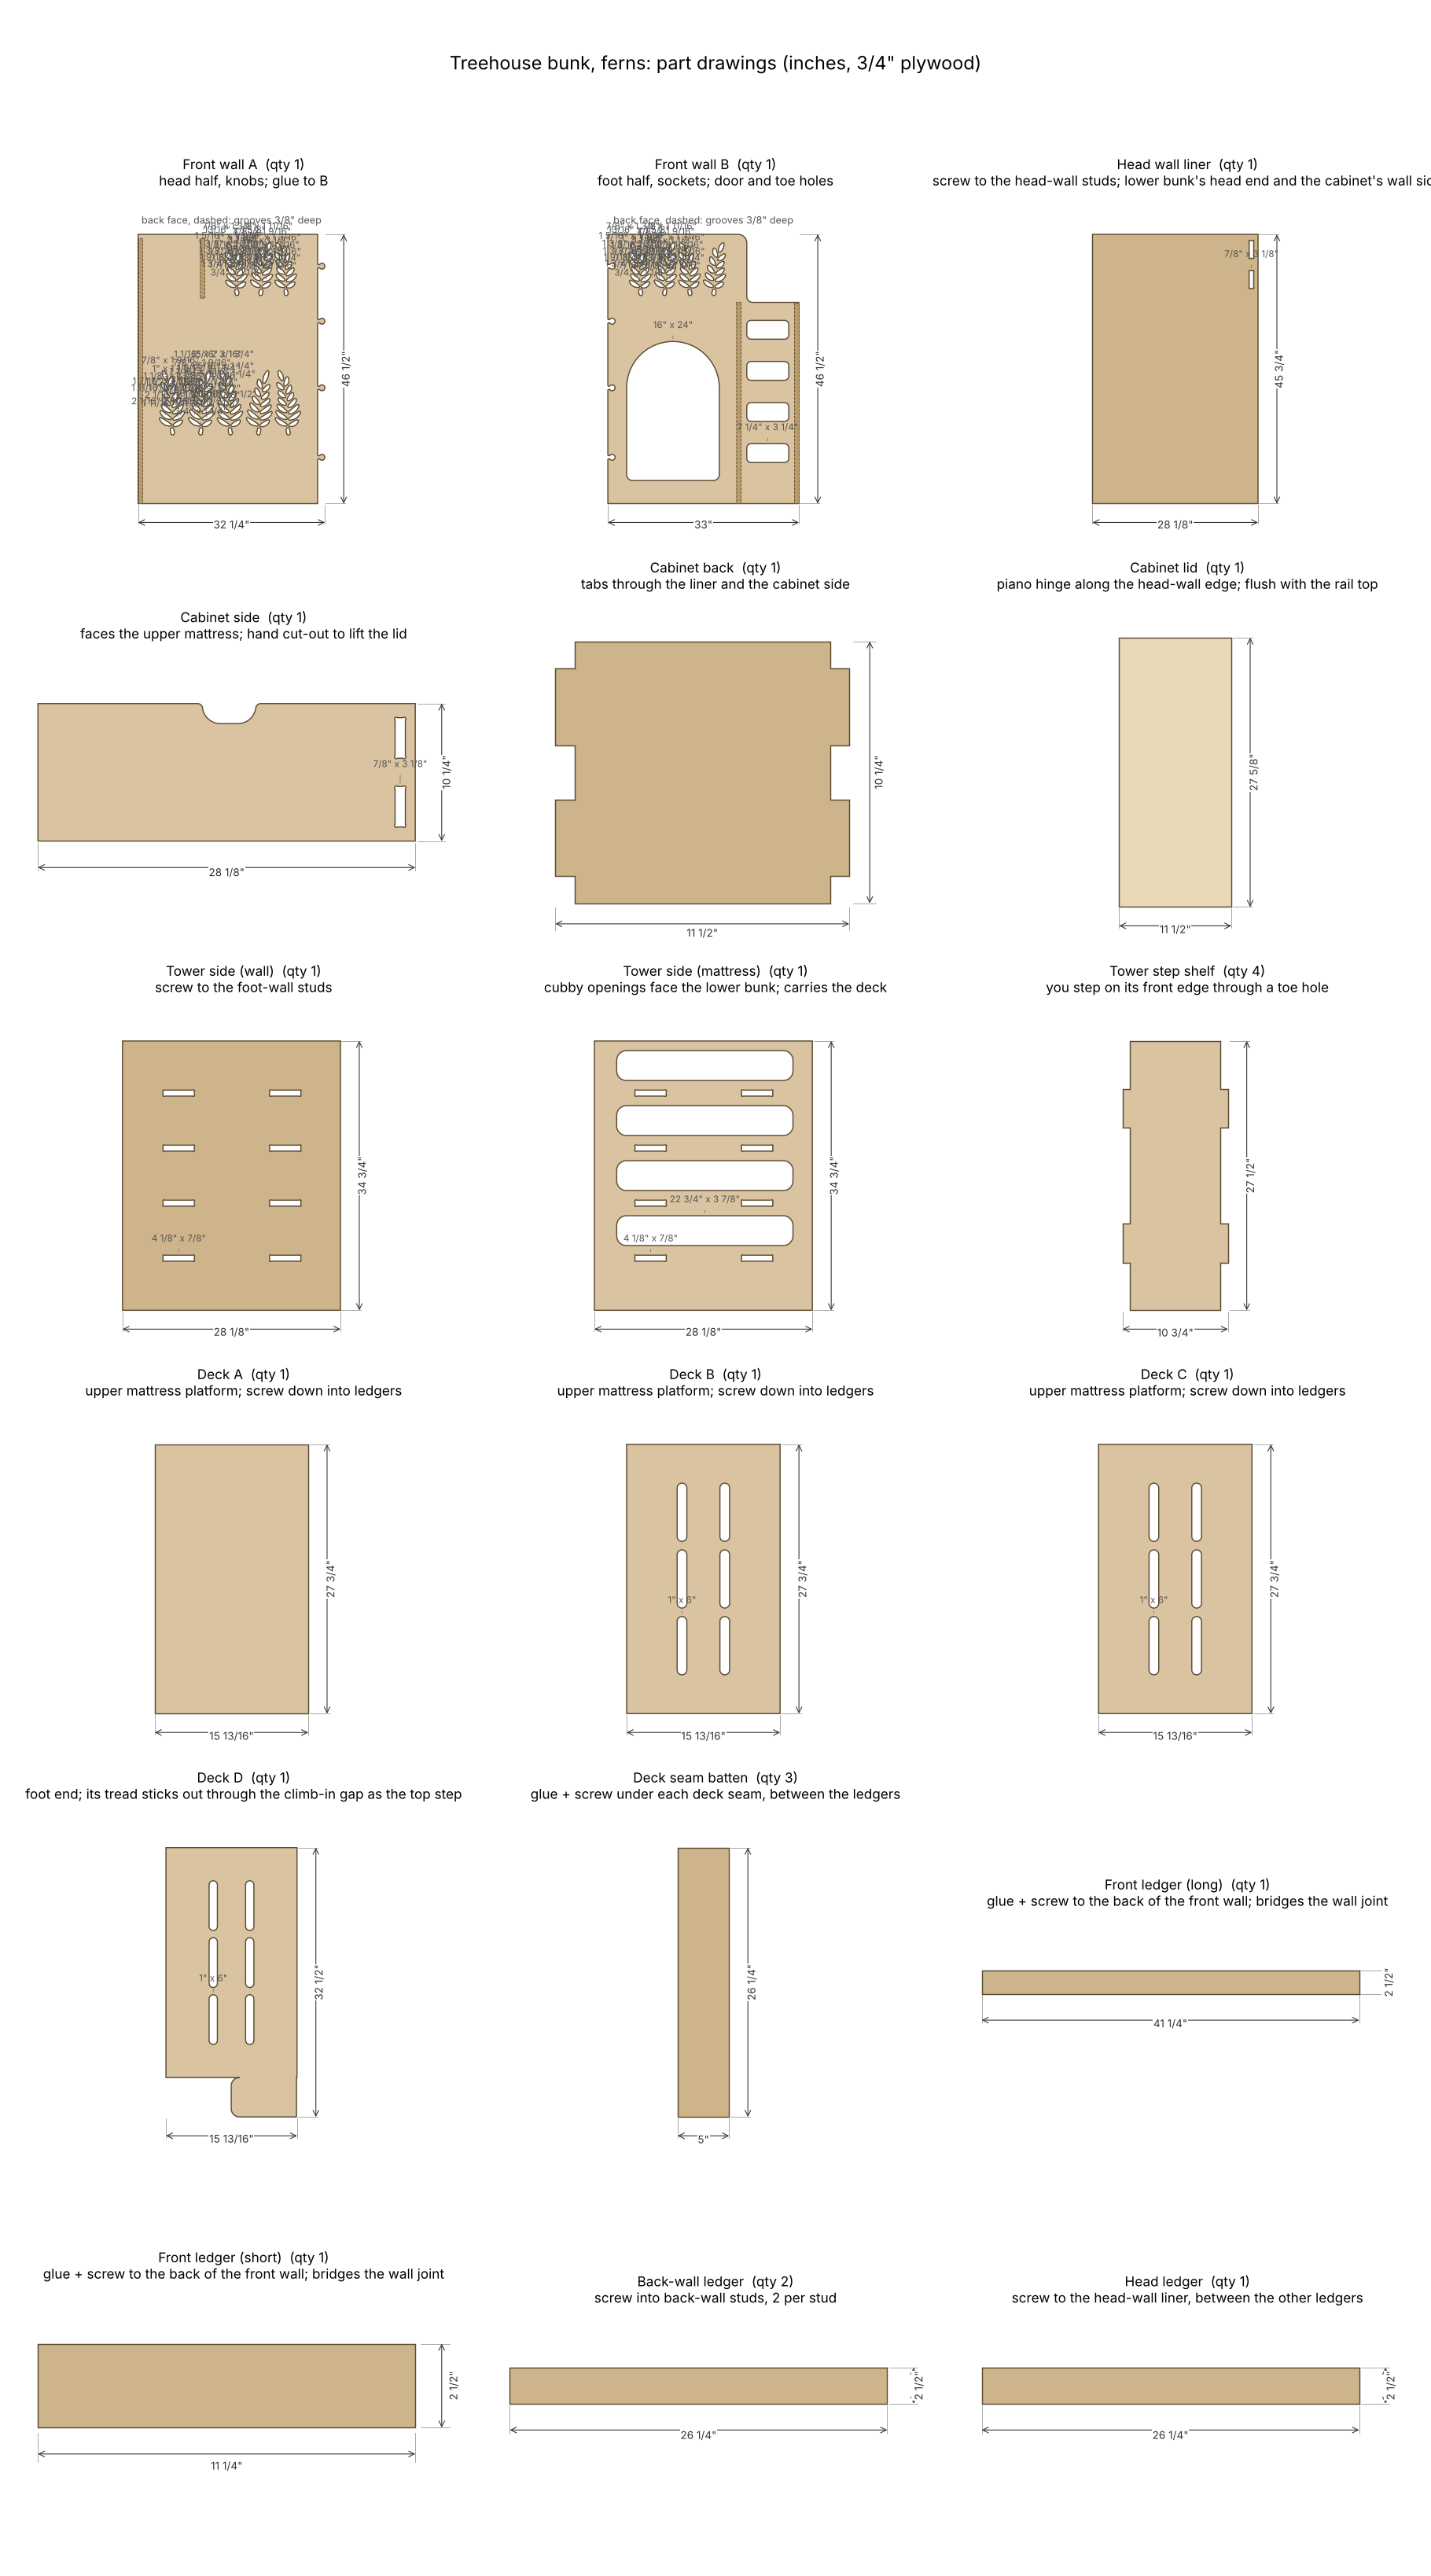 Treehouse bunk, ferns: part drawings (inches, 3/4" plywood)
Front wall A (qty 1)
head half, knobs; glue to B
back face, dashed: grooves 3/8" deep
46 1/2"
32 1/4"
Front wall B (qty 1)
foot half, sockets; door and toe holes
back face, dashed: grooves 3/8" deep
16" x 24"
7 1/4" x 3 1/4"
46 1/2"
33"
Head wall liner (qty 1)
screw to the head-wall studs; lower bunk's head end and the cabinet's wall sid
7/8" x 3 1/8"
45 3/4"
28 1/8"
Cabinet side (qty 1)
faces the upper mattress; hand cut-out to lift the lid
7/8" x 3 1/8"
10 1/4"
28 1/8"
Cabinet back (qty 1)
tabs through the liner and the cabinet side
10 1/4"
11 1/2"
Cabinet lid (qty 1)
piano hinge along the head-wall edge; flush with the rail top
27 5/8"
11 1/2"
Tower side (wall) (qty 1)
screw to the foot-wall studs
4 1/8" x 7/8"
34 3/4"
28 1/8"
Tower side (mattress) (qty 1)
cubby openings face the lower bunk; carries the deck
22 3/4" x 3 7/8"
4 1/8" x 7/8"
34 3/4"
28 1/8"
Tower step shelf (qty 4)
you step on its front edge through a toe hole
27 1/2"
10 3/4"
Deck A (qty 1)
upper mattress platform; screw down into ledgers
27 3/4"
15 13/16"
Deck B (qty 1)
upper mattress platform; screw down into ledgers
1" x 6"
27 3/4"
15 13/16"
Deck C (qty 1)
upper mattress platform; screw down into ledgers
1" x 6"
27 3/4"
15 13/16"
Deck D (qty 1)
foot end; its tread sticks out through the climb-in gap as the top step
1" x 6"
32 1/2"
15 13/16"
Deck seam batten (qty 3)
glue + screw under each deck seam, between the ledgers
26 1/4"
5"
Front ledger (long) (qty 1)
glue + screw to the back of the front wall; bridges the wall joint
2 1/2"
41 1/4"
Front ledger (short) (qty 1)
glue + screw to the back of the front wall; bridges the wall joint
2 1/2"
11 1/4"
Back-wall ledger (qty 2)
screw into back-wall studs, 2 per stud
2 1/2"
26 1/4"
Head ledger (qty 1)
screw to the head-wall liner, between the other ledgers
2 1/2"
26 1/4"